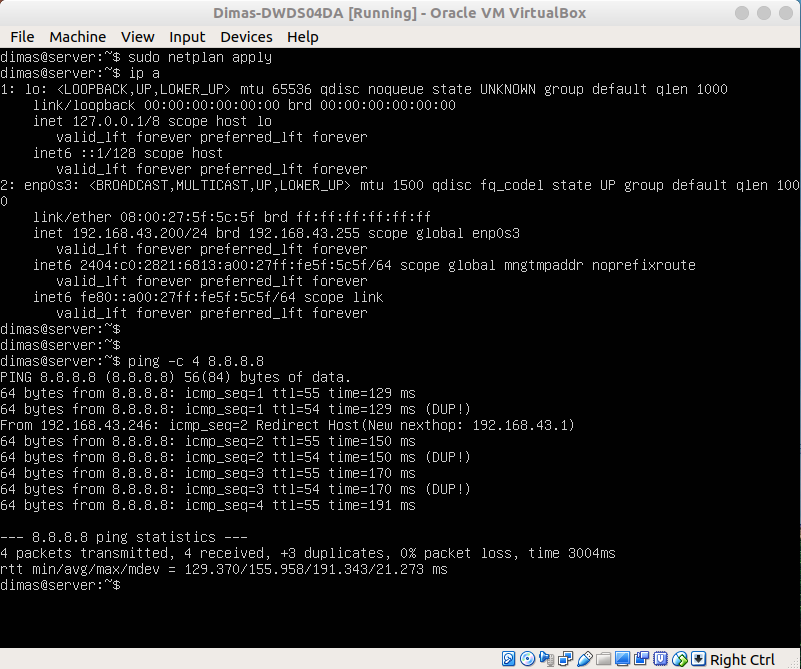 Dimas-DWDS04DA [Running] - Oracle VM VirtualBox
File Machine View Input Devices Help
dimas@server:~$ sudo netplan apply
dimas@server:~$ ip a
1: lo: <LOOPBACK,UP,LOWER_UP> mtu 65536 qdisc noqueue state UNKNOWN group default qlen 1000
    link/loopback 00:00:00:00:00:00 brd 00:00:00:00:00:00
    inet 127.0.0.1/8 scope host lo
       valid_lft forever preferred_lft forever
    inet6 ::1/128 scope host
       valid_lft forever preferred_lft forever
2: enp0s3: <BROADCAST,MULTICAST,UP,LOWER_UP> mtu 1500 qdisc fq_codel state UP group default qlen 100
0
    link/ether 08:00:27:5f:5c:5f brd ff:ff:ff:ff:ff:ff
    inet 192.168.43.200/24 brd 192.168.43.255 scope global enp0s3
       valid_lft forever preferred_lft forever
    inet6 2404:c0:2821:6813:a00:27ff:fe5f:5c5f/64 scope global mngtmpaddr noprefixroute
       valid_lft forever preferred_lft forever
    inet6 fe80::a00:27ff:fe5f:5c5f/64 scope link
       valid_lft forever preferred_lft forever
dimas@server:~$
dimas@server:~$
dimas@server:~$ ping -c 4 8.8.8.8
PING 8.8.8.8 (8.8.8.8) 56(84) bytes of data.
64 bytes from 8.8.8.8: icmp_seq=1 ttl=55 time=129 ms
64 bytes from 8.8.8.8: icmp_seq=1 ttl=54 time=129 ms (DUP!)
From 192.168.43.246: icmp_seq=2 Redirect Host(New nexthop: 192.168.43.1)
64 bytes from 8.8.8.8: icmp_seq=2 ttl=55 time=150 ms
64 bytes from 8.8.8.8: icmp_seq=2 ttl=54 time=150 ms (DUP!)
64 bytes from 8.8.8.8: icmp_seq=3 ttl=55 time=170 ms
64 bytes from 8.8.8.8: icmp_seq=3 ttl=54 time=170 ms (DUP!)
64 bytes from 8.8.8.8: icmp_seq=4 ttl=55 time=191 ms

--- 8.8.8.8 ping statistics ---
4 packets transmitted, 4 received, +3 duplicates, 0% packet loss, time 3004ms
rtt min/avg/max/mdev = 129.370/155.958/191.343/21.273 ms
dimas@server:~$
Right Ctrl